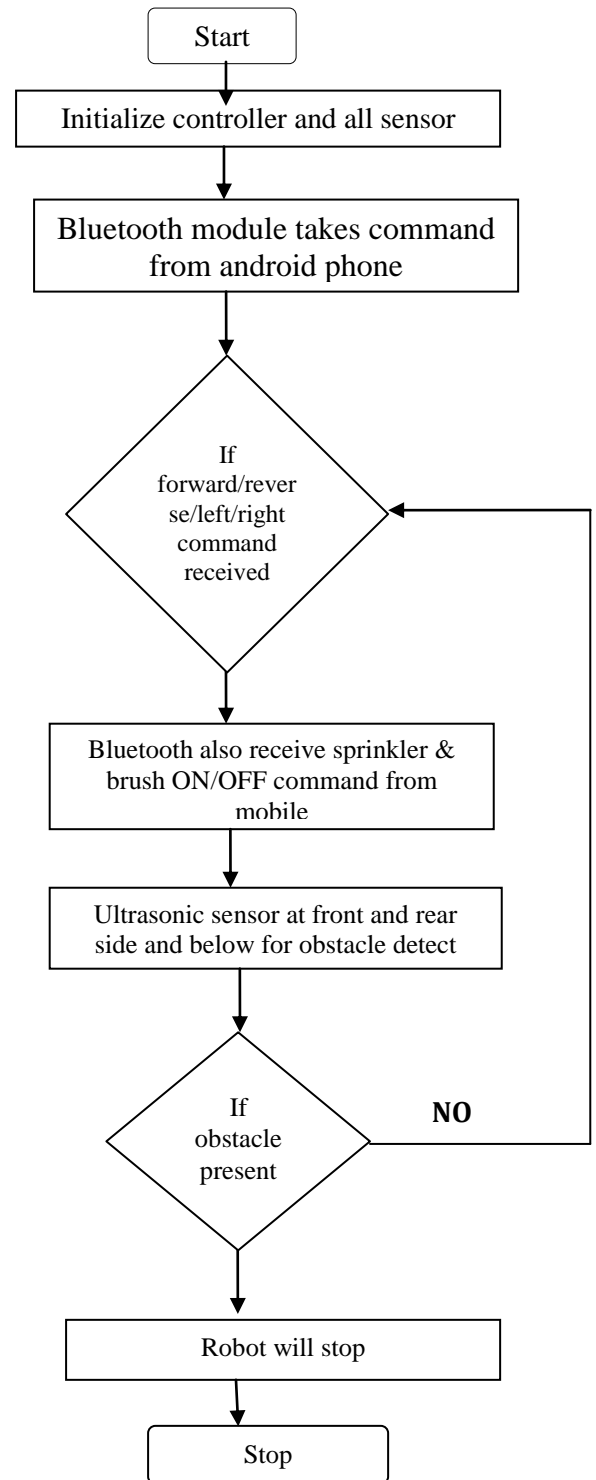 Start
Initialize controller and all sensor
Bluetooth module takes command
from android phone
If
forward/rever
se/left/right
command
received
Bluetooth also receive sprinkler &
brush ON/OFF command from
mobile
Ultrasonic sensor at front and rear
side and below for obstacle detect
If
obstacle
present
NO
Robot will stop
Stop